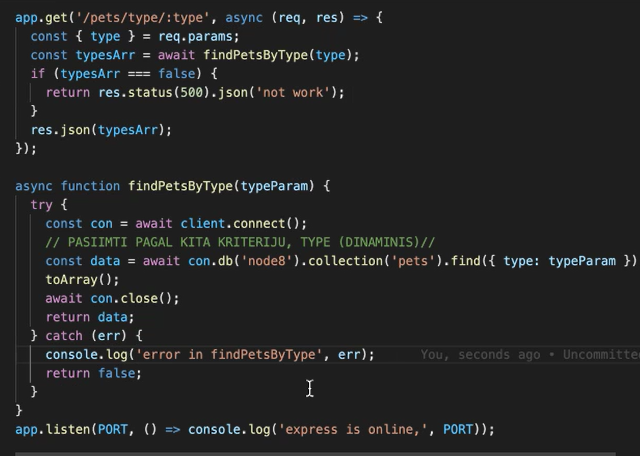 app.get('/pets/type/:type', async (req, res) => {
const { type } = req.params;
const typesArr = await findPetsByType(type);
if (typesArr === false) {
return res.status(500).json('not work');
}
res.json(typesArr);
});
async function findPetsByType(typeParam) {
try {
const con = await client.connect();
// PASIIMTI PAGAL KITA KRITERIJU, TYPE (DINAMINIS)//
const data = await con.db('node8').collection('pets').find({ type: typeParam })
toArray();
await con.close();
return data;
} catch (err) {
console.log('error in findPetsByType', err); You, seconds ago • Uncommitte
return false;
}
}
app.listen(PORT, () => console.log('express is online,', PORT));